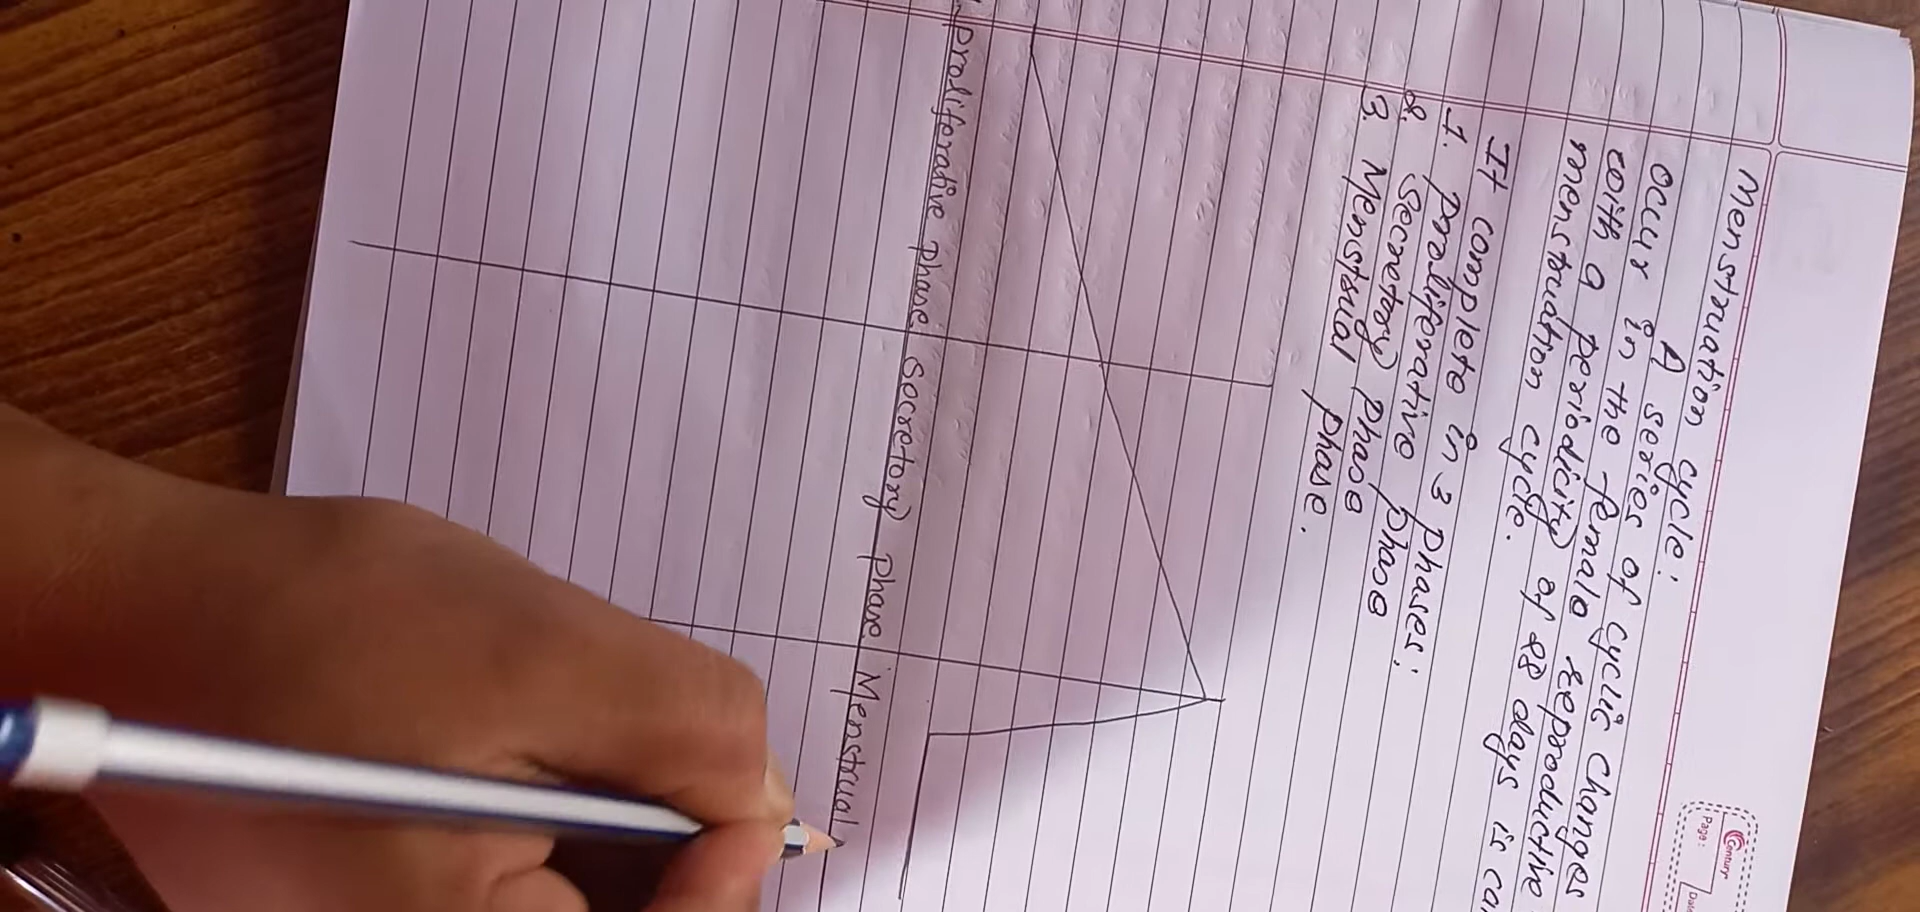 Menstruation cycle:
A series of cyclic changes
occur in the female reproductive
with a periodicity of 28 days is
menstruation cycle.
It complete in 3 phases:
1. proliferative phase
2. Secretory phase
3. Menstrual phase.
proliferative phase Secretory phase Menstrual
Century
Page: